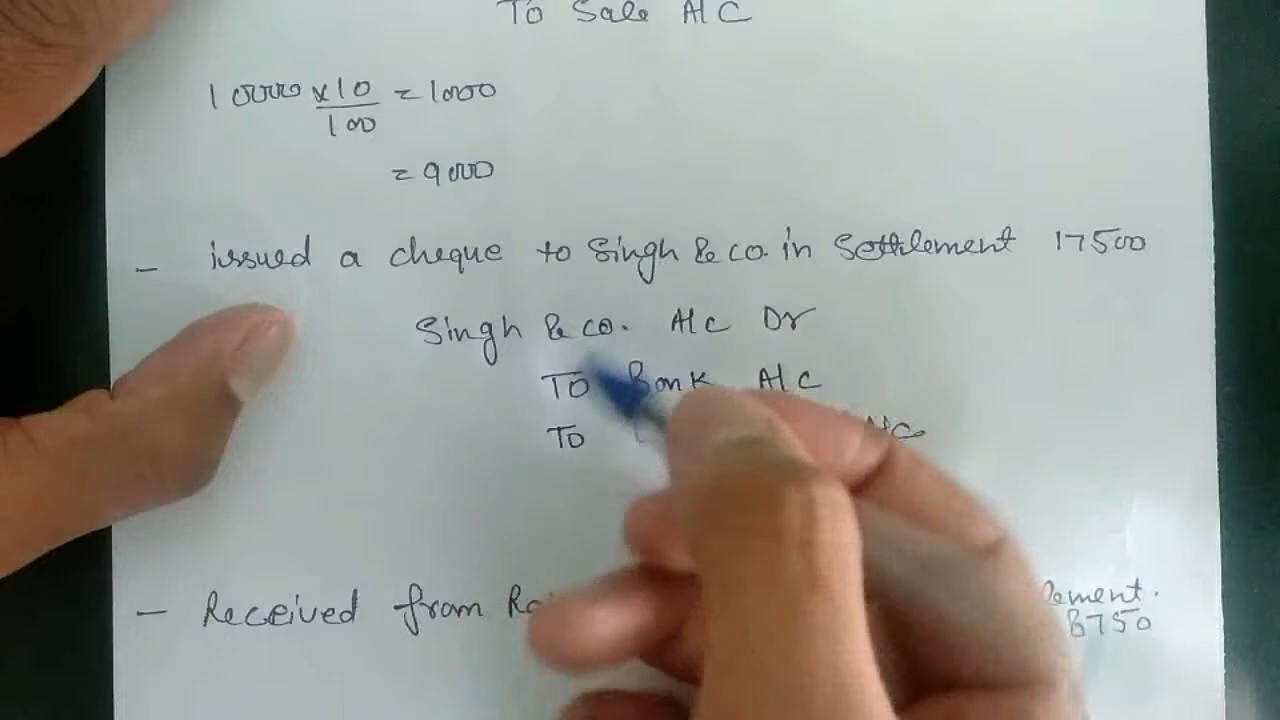 To Sale A/C
10000 x 10 = 1000
100
= 9000
- issued a cheque to Singh & co. in Settlement 17500
Singh & co. A/c Dr
To Bank A/C
To A/C
- Received from lement.
8750